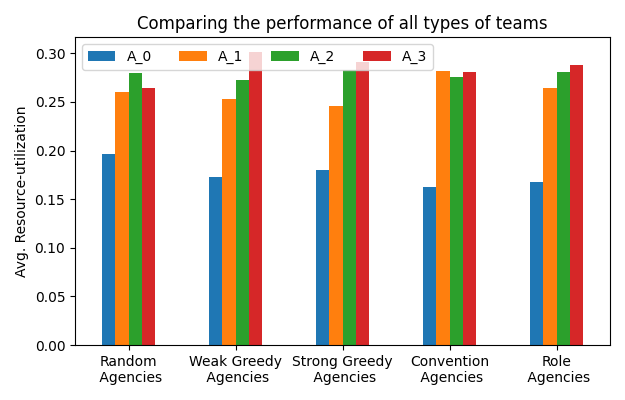 Comparing the performance of all types of teams
A_0 A_1 A_2 A_3
Avg. Resource-utilization
0.30
0.25
0.20
0.15
0.10
0.05
0.00
Random Weak Greedy Strong Greedy Convention Role
Agencies Agencies Agencies Agencies Agencies